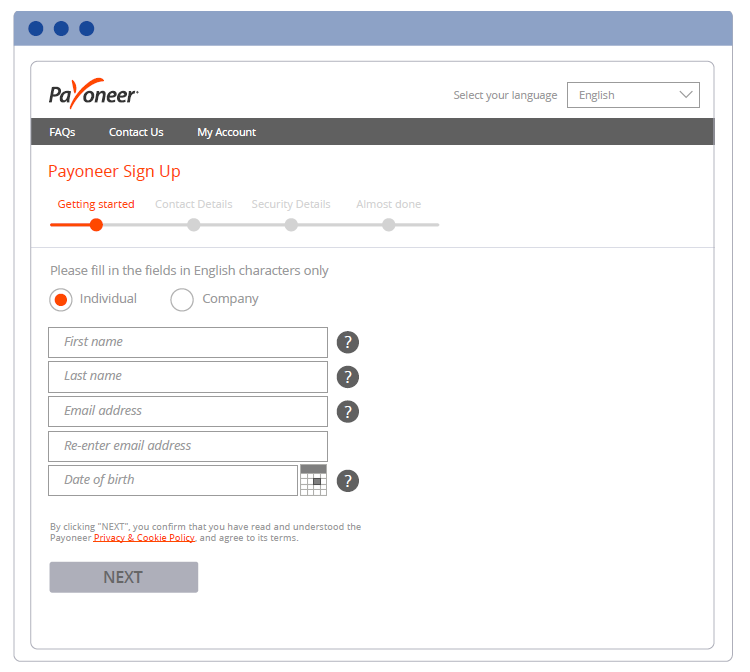 Payoneer
Select your language English
FAQs Contact Us My Account
Payoneer Sign Up
Getting started Contact Details Security Details Almost done
Please fill in the fields in English characters only
Individual Company
First name ?
Last name ?
Email address ?
Re-enter email address
Date of birth ?
By clicking "NEXT", you confirm that you have read and understood the
Payoneer Privacy & Cookie Policy, and agree to its terms.
NEXT